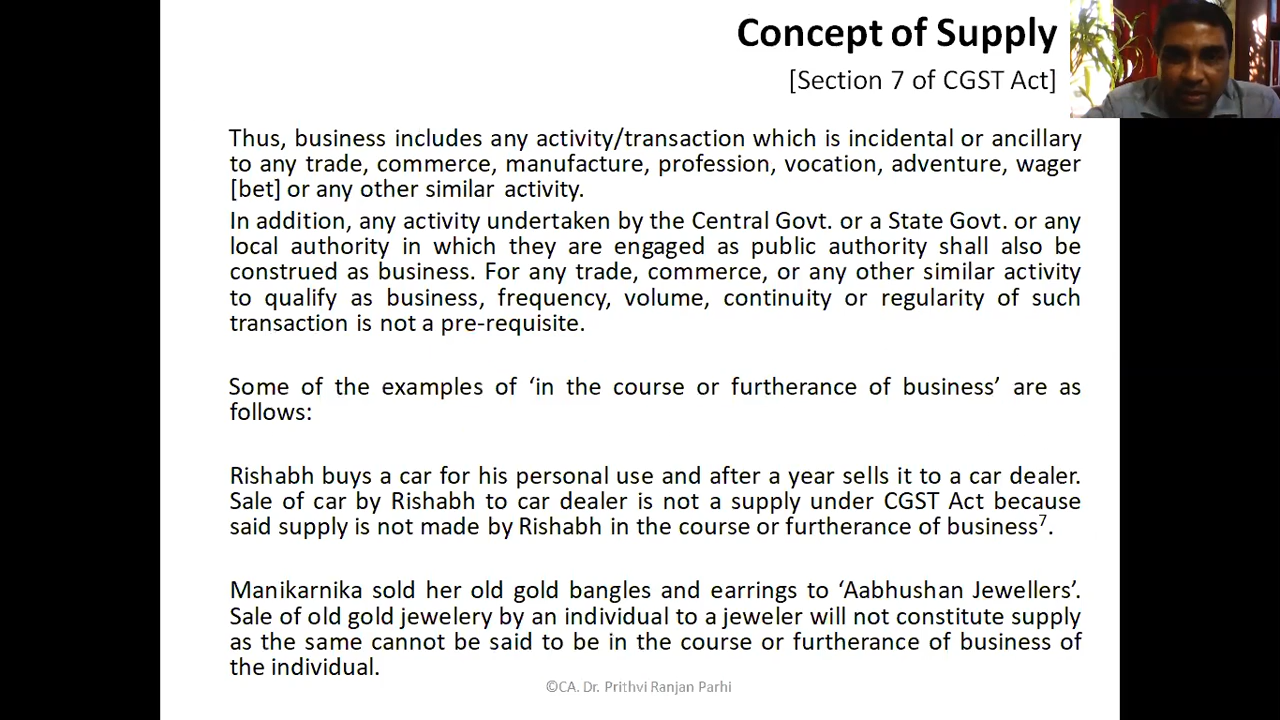 Concept of Supply
[Section 7 of CGST Act]
Thus, business includes any activity/transaction which is incidental or ancillary
to any trade, commerce, manufacture, profession, vocation, adventure, wager
[bet] or any other similar activity.
In addition, any activity undertaken by the Central Govt. or a State Govt. or any
local authority in which they are engaged as public authority shall also be
construed as business. For any trade, commerce, or any other similar activity
to qualify as business, frequency, volume, continuity or regularity of such
transaction is not a pre-requisite.
Some of the examples of ‘in the course or furtherance of business’ are as
follows:
Rishabh buys a car for his personal use and after a year sells it to a car dealer.
Sale of car by Rishabh to car dealer is not a supply under CGST Act because
said supply is not made by Rishabh in the course or furtherance of business⁷.
Manikarnika sold her old gold bangles and earrings to ‘Aabhushan Jewellers’.
Sale of old gold jewelery by an individual to a jeweler will not constitute supply
as the same cannot be said to be in the course or furtherance of business of
the individual.
©CA. Dr. Prithvi Ranjan Parhi